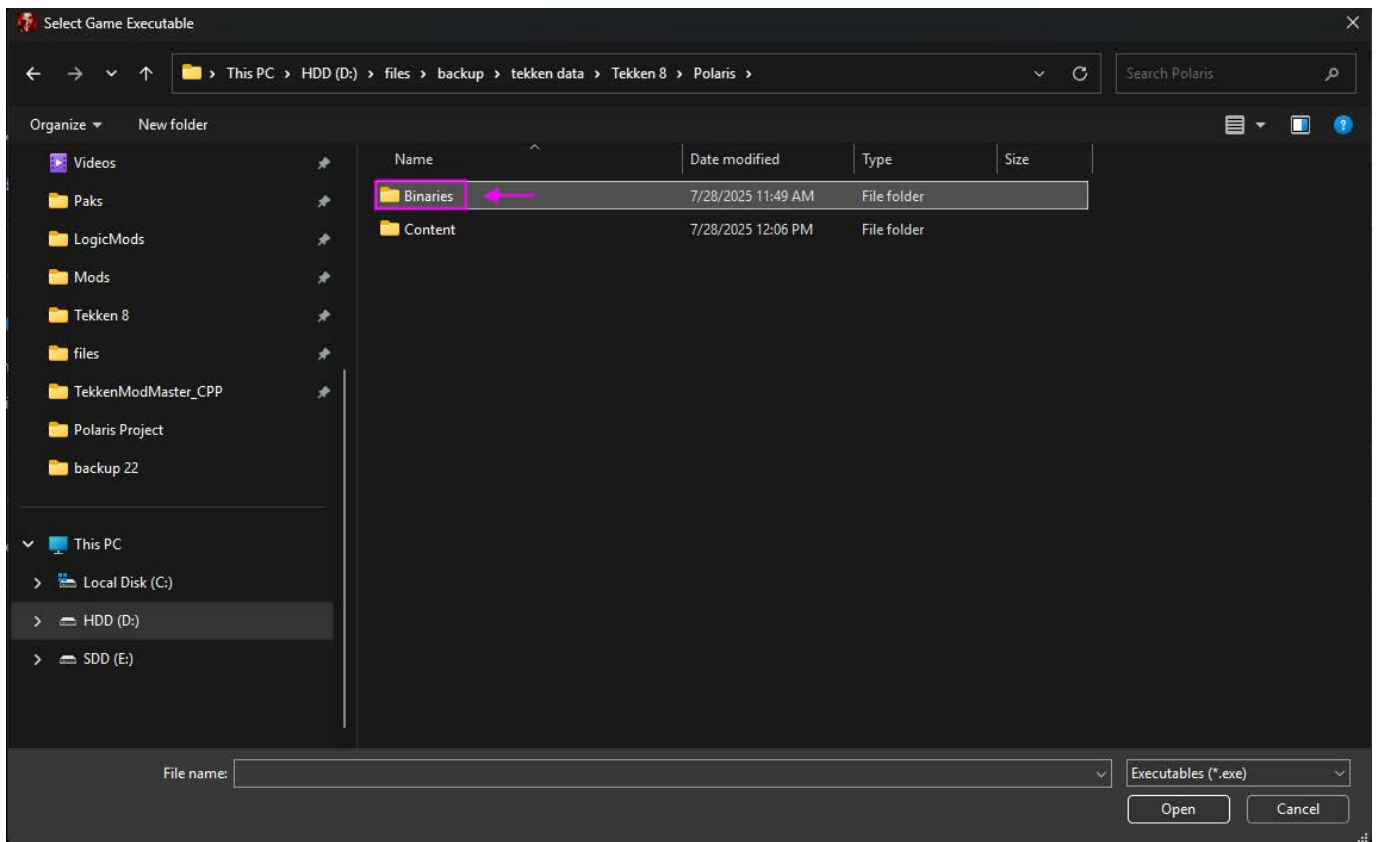 Select Game Executable
This PC > HDD (D:) > files > backup > tekken data > Tekken 8 > Polaris >
Search Polaris
Organize
New folder
Name
Date modified
Type
Size
Videos
Paks
LogicMods
Mods
Tekken 8
files
TekkenModMaster_CPP
Polaris Project
backup 22
This PC
Local Disk (C:)
HDD (D:)
SDD (E:)
Binaries 7/28/2025 11:49 AM File folder
Content 7/28/2025 12:06 PM File folder
File name:
Executables (*.exe)
Open
Cancel